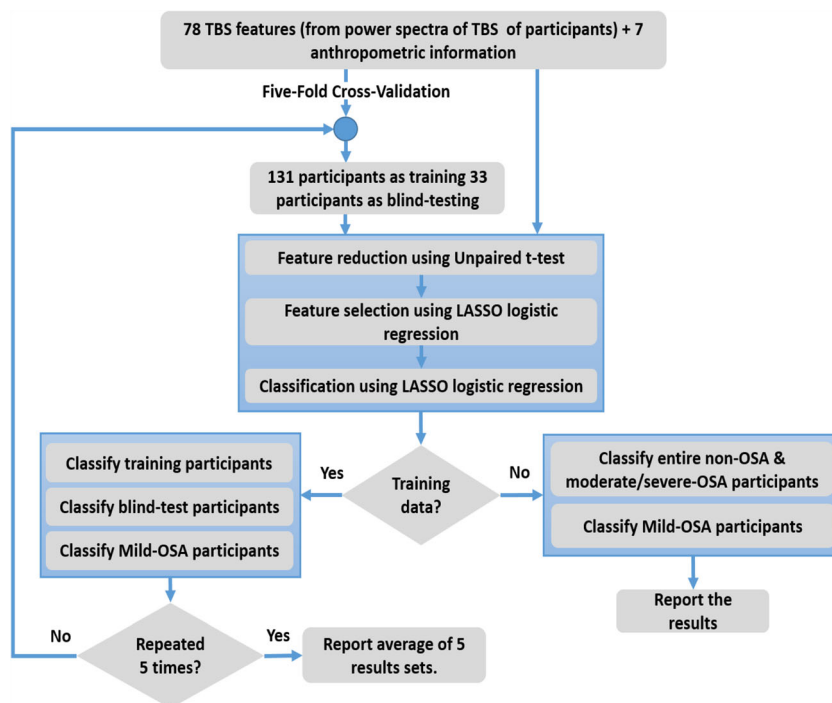 78 TBS features (from power spectra of TBS of participants) + 7
anthropometric information
Five-Fold Cross-Validation
131 participants as training 33
participants as blind-testing
Feature reduction using Unpaired t-test
Feature selection using LASSO logistic
regression
Classification using LASSO logistic regression
Training
data?
Yes
No
Classify training participants
Classify blind-test participants
Classify Mild-OSA participants
Classify entire non-OSA &
moderate/severe-OSA participants
Classify Mild-OSA participants
Report the
results
Repeated
5 times?
No
Yes
Report average of 5
results sets.